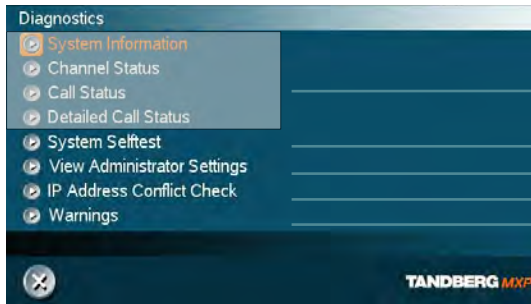 Diagnostics
System Information
Channel Status
Call Status
Detailed Call Status
System Selftest
View Administrator Settings
IP Address Conflict Check
Warnings
TANDBERG MXP